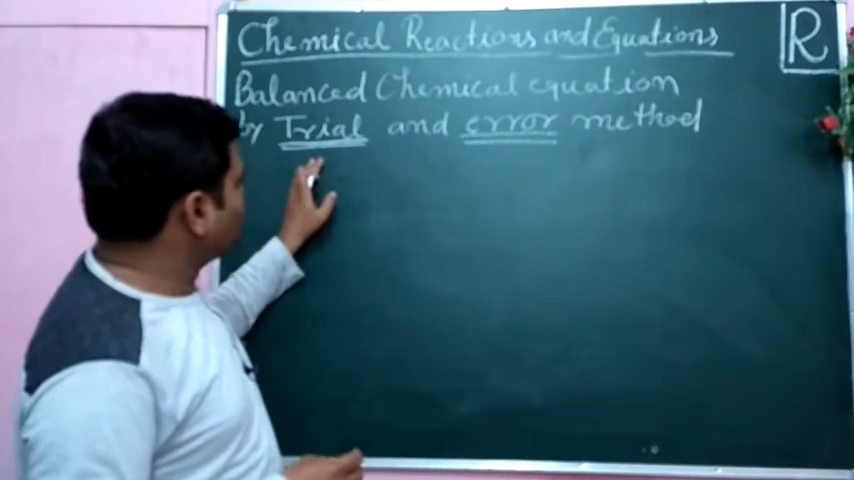 Chemical Reactions and Equations
R
Balanced Chemical equation
by Trial and error method